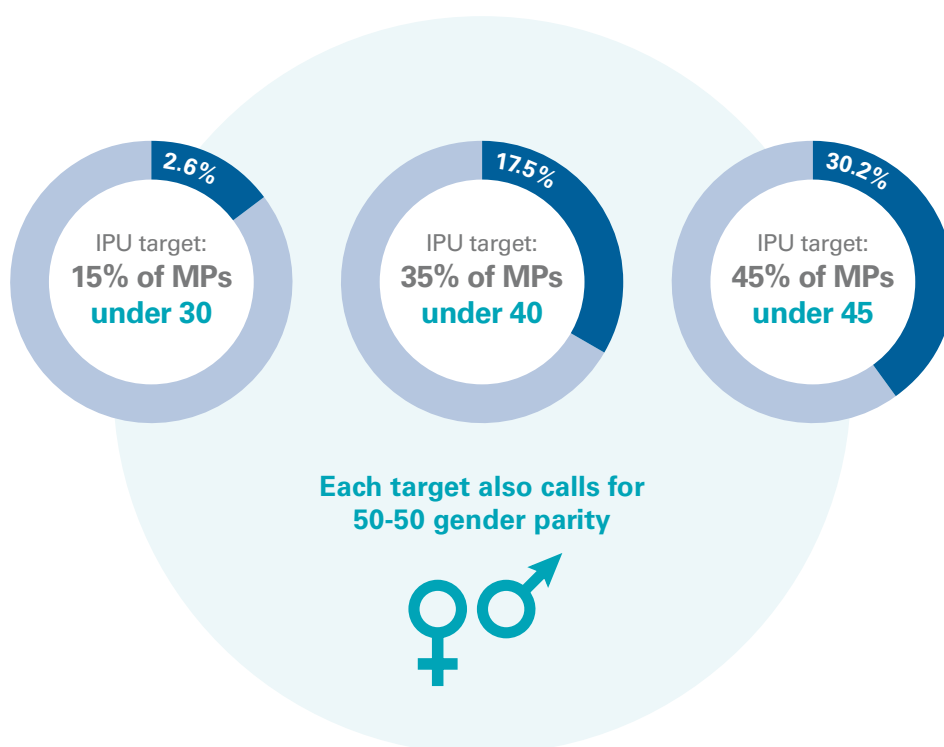 2.6%
IPU target:
15% of MPs
under 30
17.5%
IPU target:
35% of MPs
under 40
30.2%
IPU target:
45% of MPs
under 45
Each target also calls for
50-50 gender parity